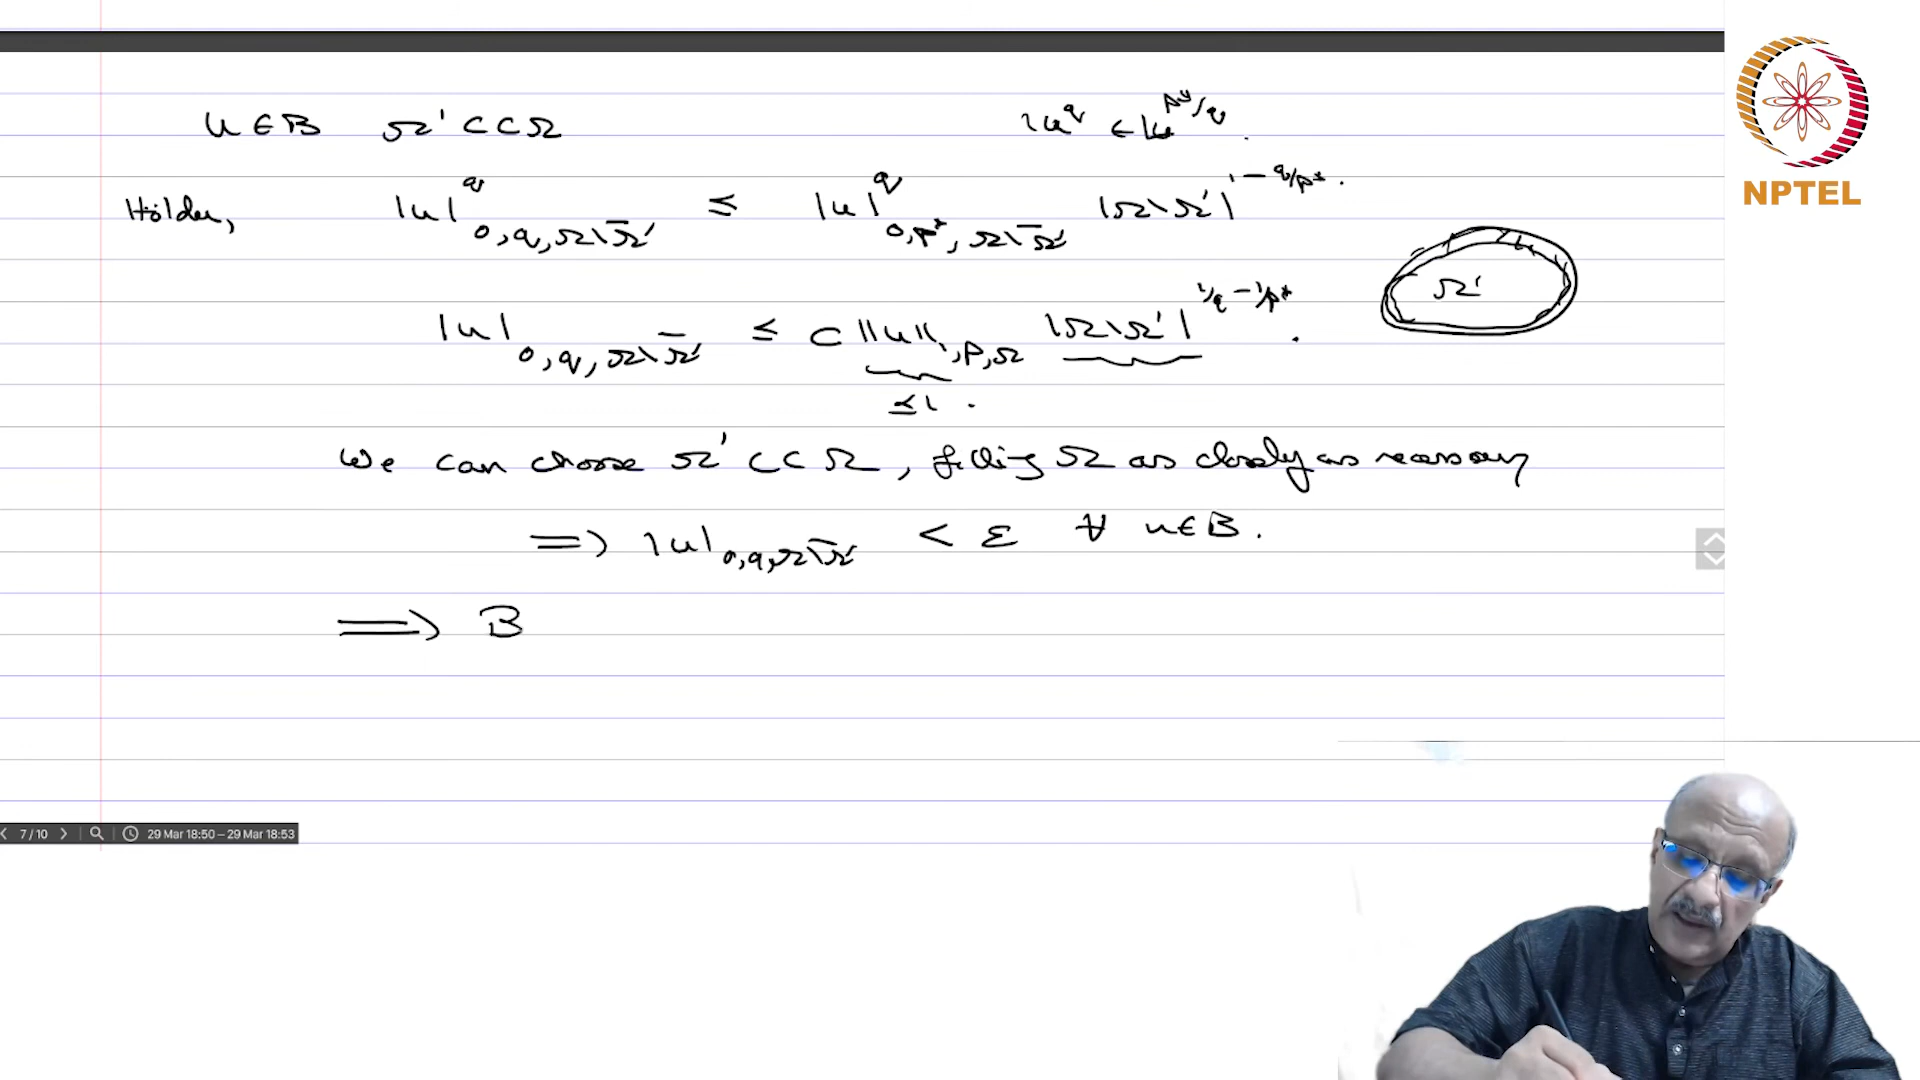 u ∈ B Ω' ⊂⊂ Ω |u|^q ∈ L^{p*/q}.
Hölder, |u|^q_{0,q,Ω\Ω̅'} ≤ |u|^q_{0,p*,Ω\Ω̅'} |Ω\Ω'|^{1-q/p*}.
Ω'
|u|_{0,q,Ω\Ω̅'} ≤ C ||u||_{1,p,Ω} |Ω\Ω'|^{1/q-1/p*}.
≤ 1.
We can choose Ω' ⊂⊂ Ω, filling Ω as closely as necessary
⟹ |u|_{0,q,Ω\Ω̅'} < ε ∀ u ∈ B.
⟹ B
NPTEL
7 / 10 29 Mar 18:50 – 29 Mar 18:53